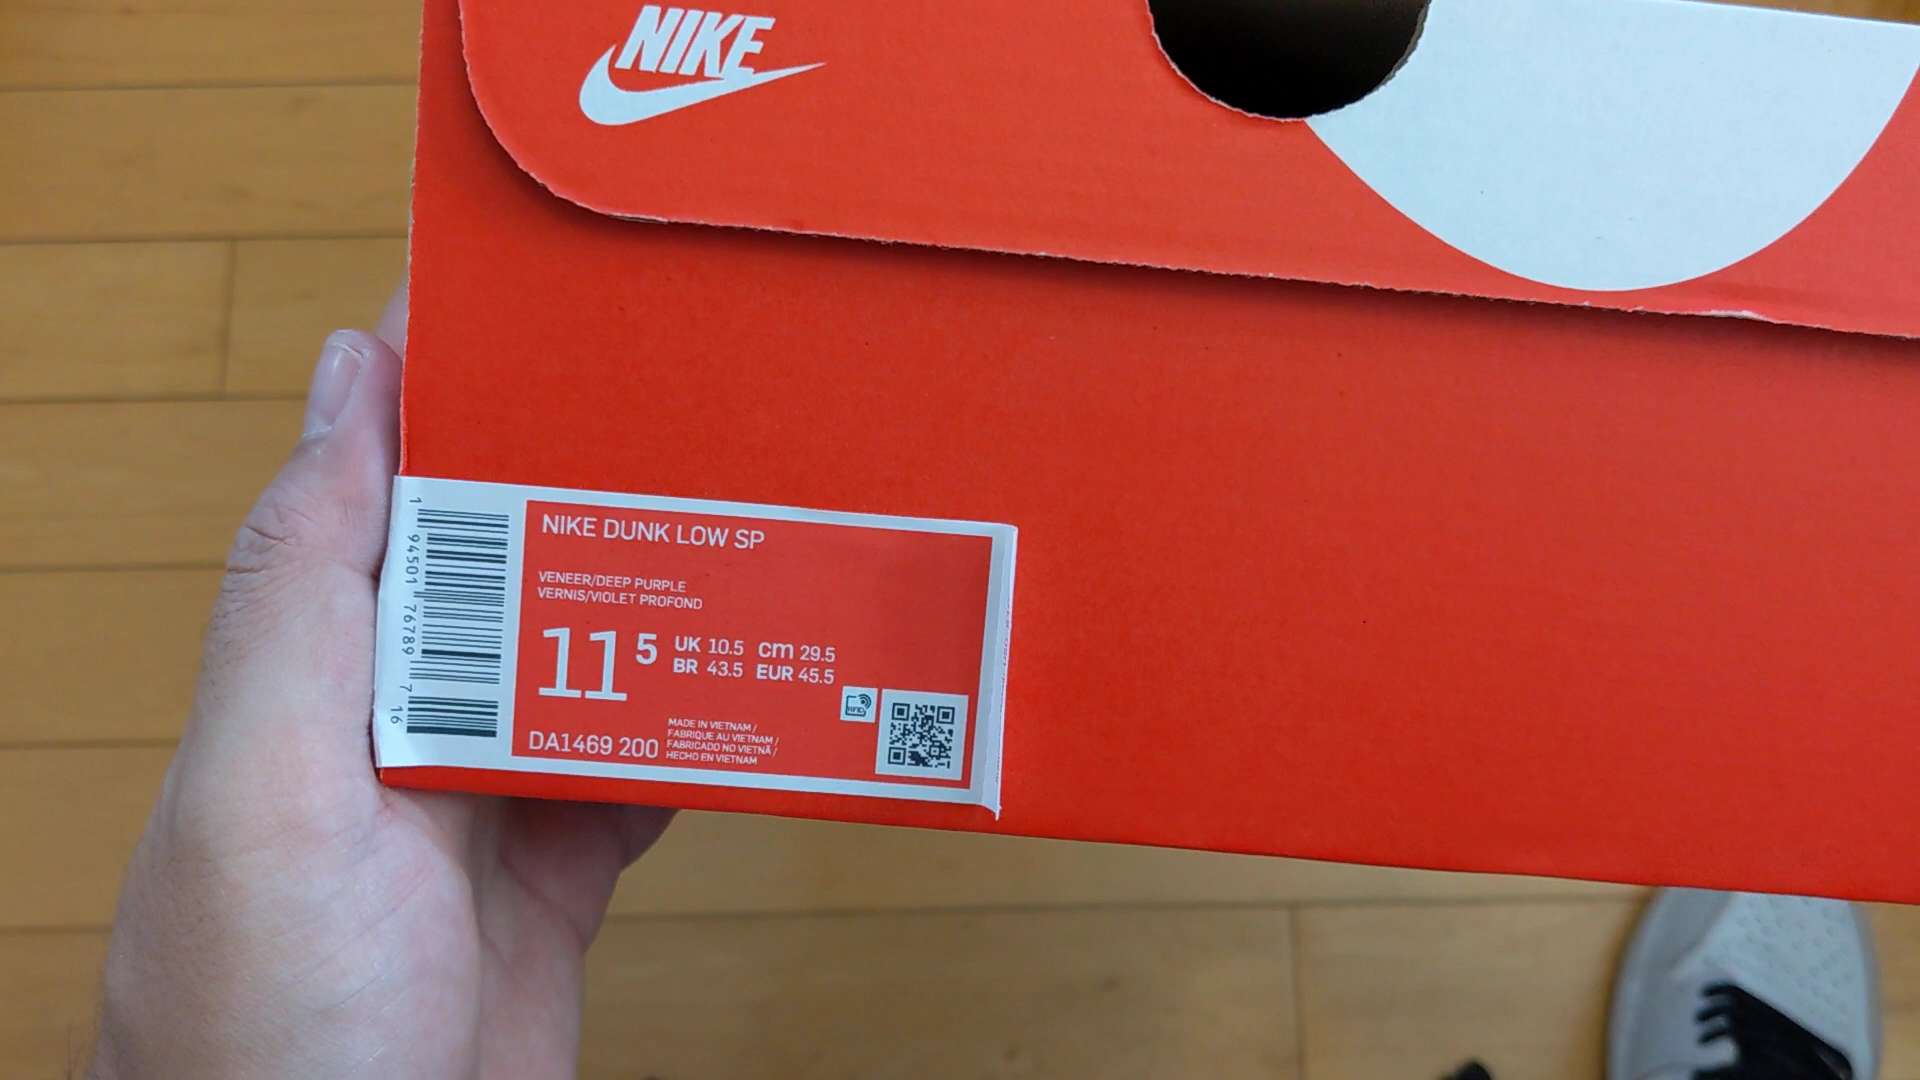 NIKE
NIKE DUNK LOW SP
VENEER/DEEP PURPLE
VERNIS/VIOLET PROFOND
11 5
UK 10.5 cm 29.5
BR 43.5 EUR 45.5
RFID
DA1469 200
MADE IN VIETNAM /
FABRIQUE AU VIETNAM /
FABRICADO NO VIETNÃ /
HECHO EN VIETNAM
1 94501 76789 7 16